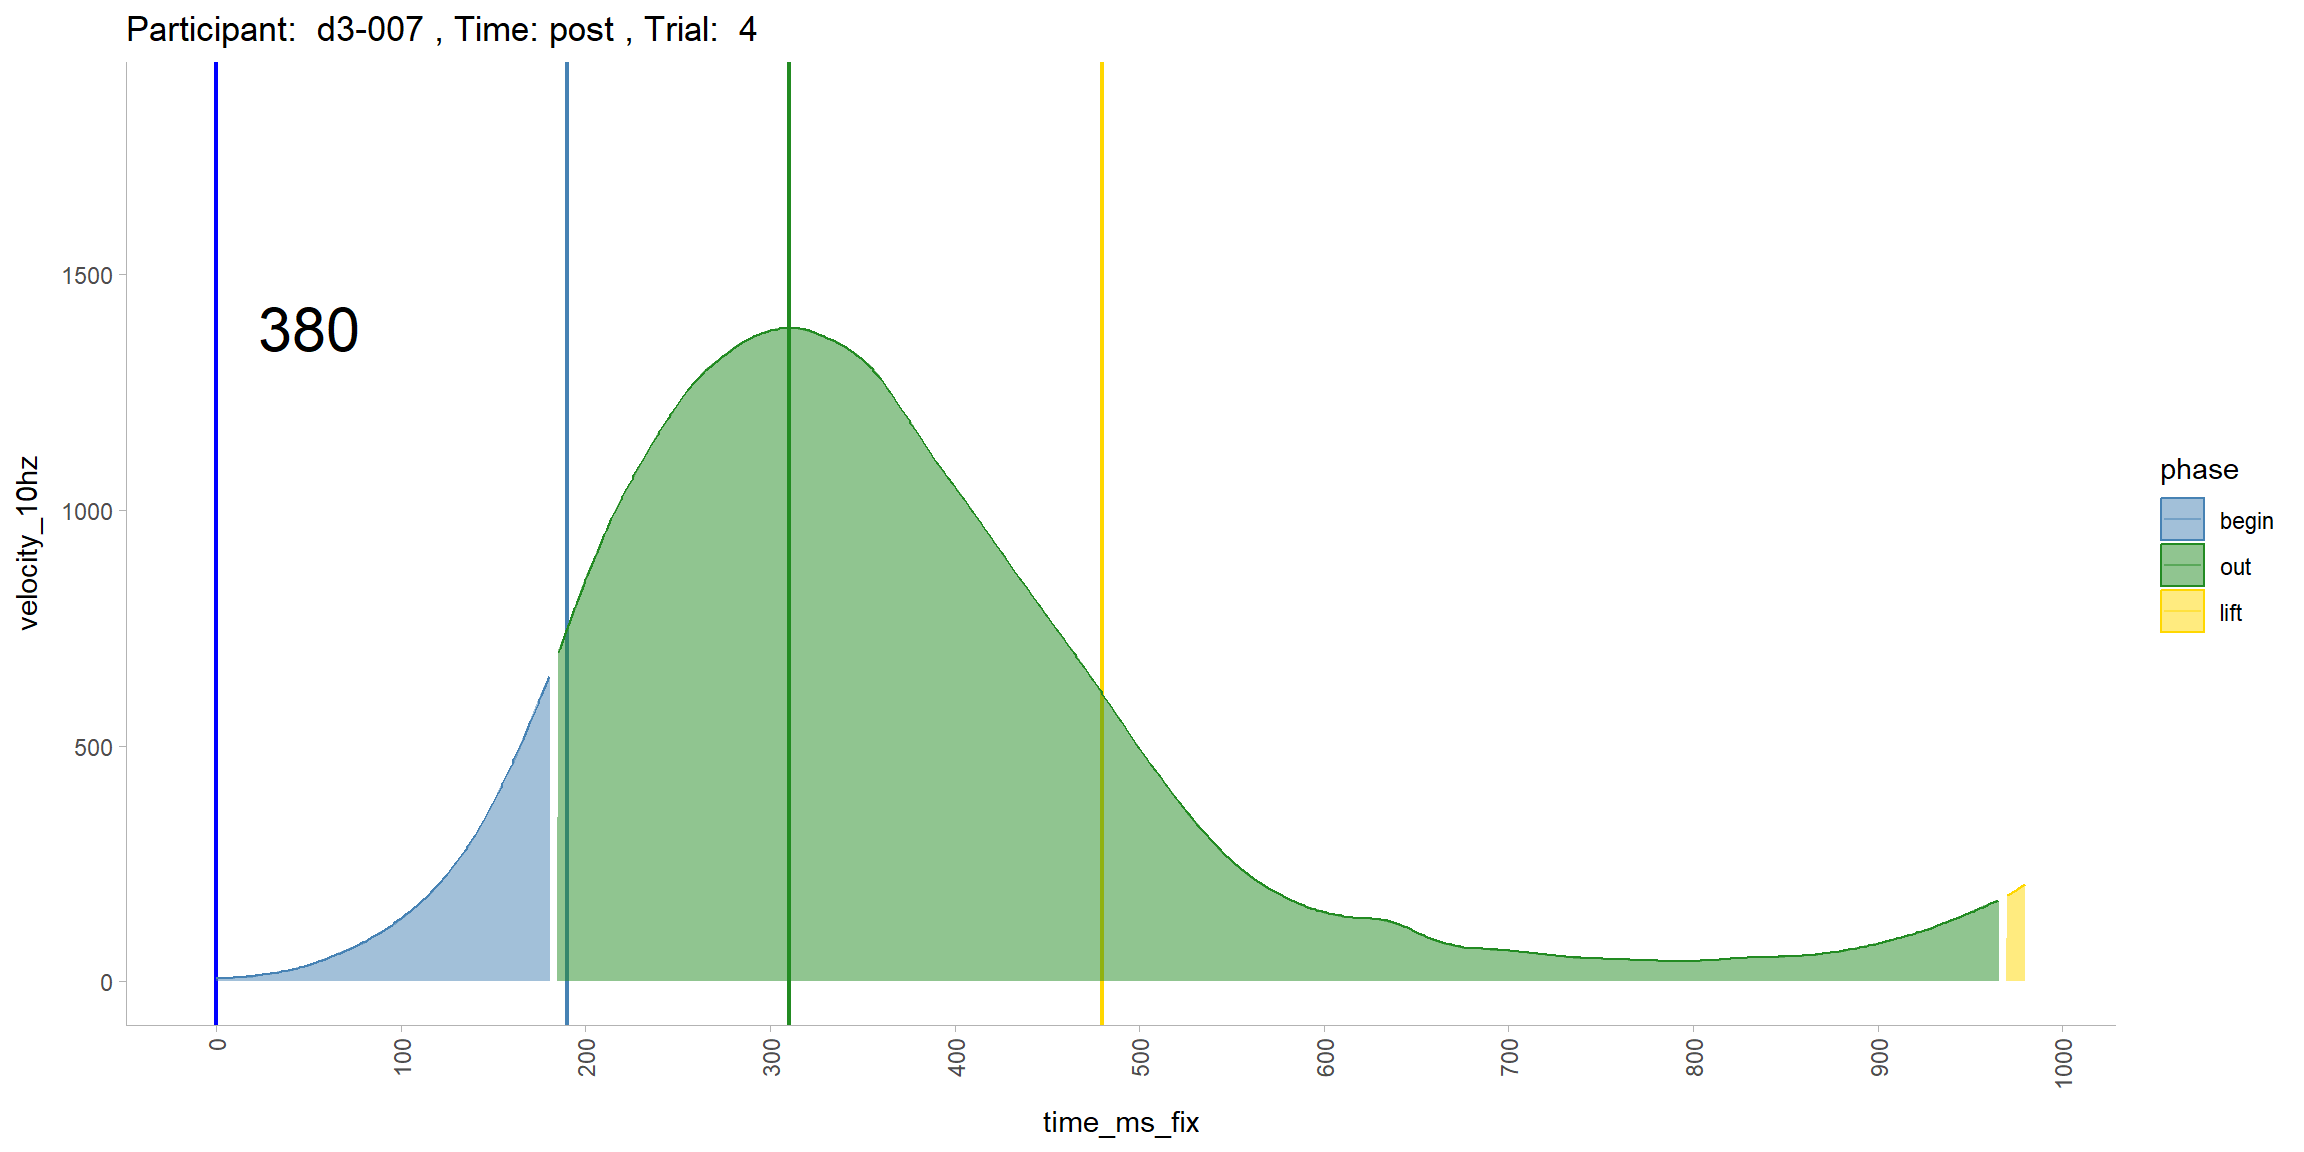 Participant:  d3-007 , Time: post , Trial:  4
1500
380
1000
500
0
velocity_10hz
0 100 200 300 400 500 600 700 800 900 1000
time_ms_fix
phase
begin
out
lift